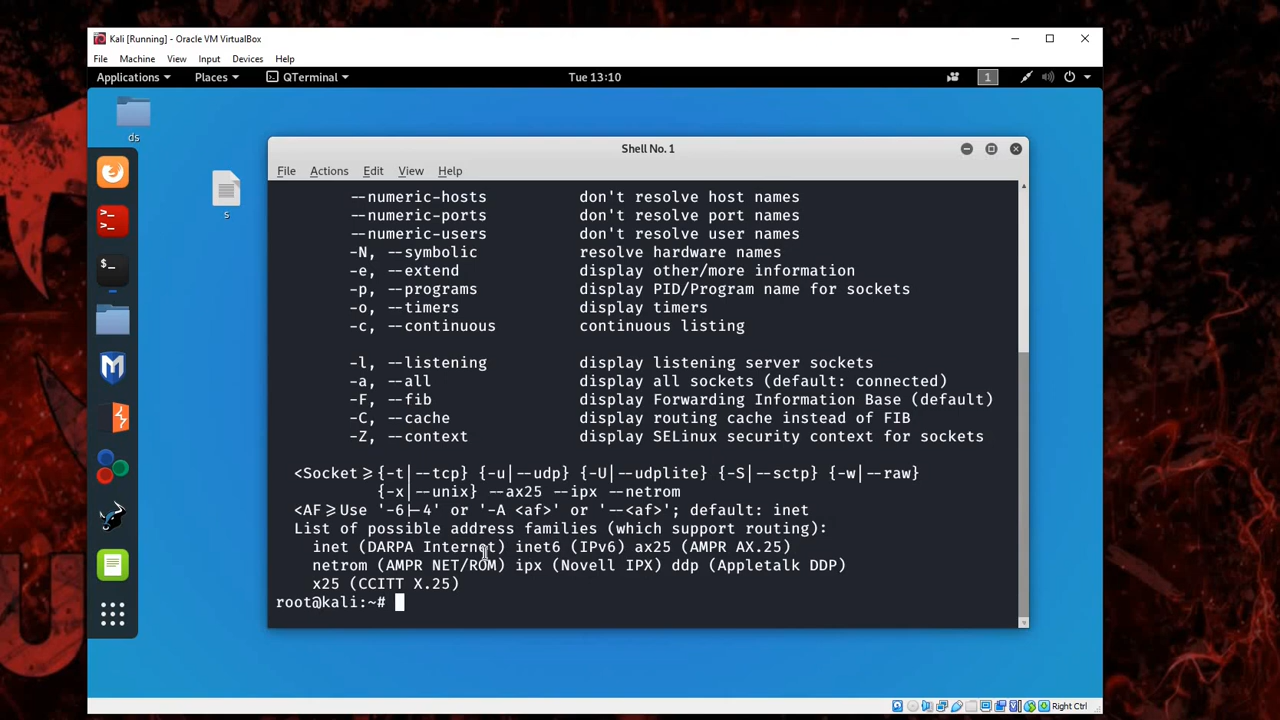 Kali [Running] - Oracle VM VirtualBox
File Machine View Input Devices Help
Applications Places QTerminal Tue 13:10 1
ds
s
Shell No. 1
File Actions Edit View Help
--numeric-hosts don't resolve host names
--numeric-ports don't resolve port names
--numeric-users don't resolve user names
-N, --symbolic resolve hardware names
-e, --extend display other/more information
-p, --programs display PID/Program name for sockets
-o, --timers display timers
-c, --continuous continuous listing
-l, --listening display listening server sockets
-a, --all display all sockets (default: connected)
-F, --fib display Forwarding Information Base (default)
-C, --cache display routing cache instead of FIB
-Z, --context display SELinux security context for sockets
<Socket>={-t|--tcp} {-u|--udp} {-U|--udplite} {-S|--sctp} {-w|--raw}
{-x|--unix} --ax25 --ipx --netrom
<AF>=Use '-6|-4' or '-A <af>' or '--<af>'; default: inet
List of possible address families (which support routing):
inet (DARPA Internet) inet6 (IPv6) ax25 (AMPR AX.25)
netrom (AMPR NET/ROM) ipx (Novell IPX) ddp (Appletalk DDP)
x25 (CCITT X.25)
root@kali:~#
Right Ctrl